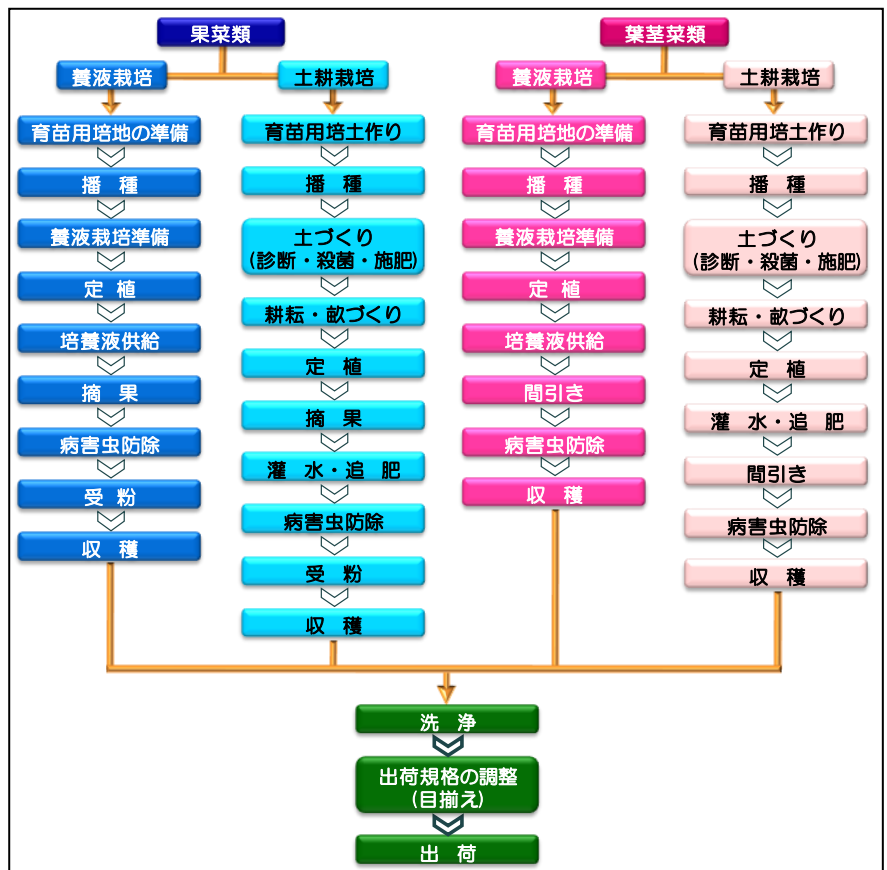 果菜類
養液栽培
育苗用培地の準備
播　種
養液栽培準備
定　植
培養液供給
摘　果
病害虫防除
受　粉
収　穫
土耕栽培
育苗用培土作り
播　種
土づくり
(診断・殺菌・施肥)
耕耘・畝づくり
定　植
摘　果
灌　水・追　肥
病害虫防除
受　粉
収　穫
葉茎菜類
養液栽培
育苗用培地の準備
播　種
養液栽培準備
定　植
培養液供給
間引き
病害虫防除
収　穫
土耕栽培
育苗用培土作り
播　種
土づくり
(診断・殺菌・施肥)
耕耘・畝づくり
定　植
灌　水・追　肥
間引き
病害虫防除
収　穫
洗　浄
出荷規格の調整
(目揃え)
出　荷